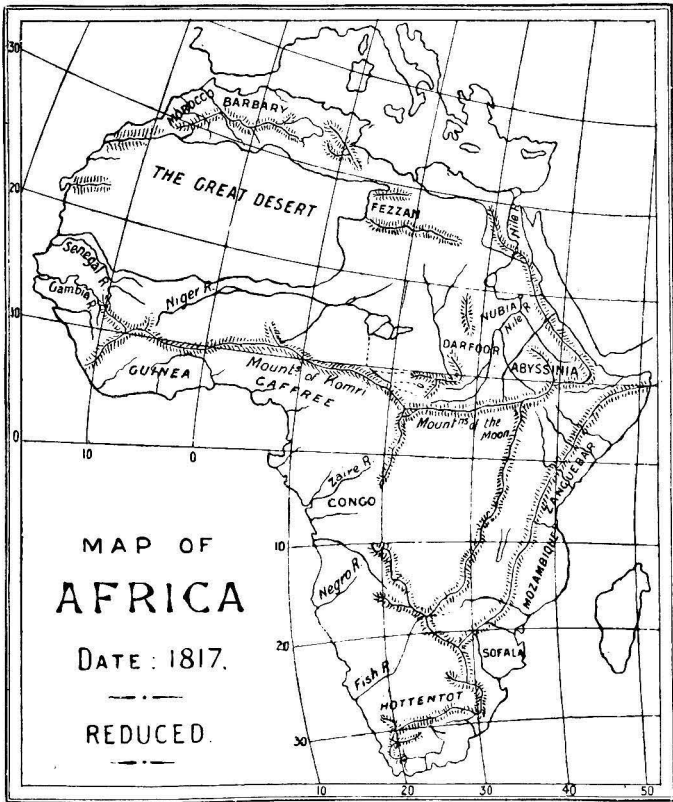 30
MOROCCO
BARBARY
20
THE GREAT DESERT
FEZZAN
Nile R.
Senegal R.
Gambia R.
Niger R.
10
NUBIA
Nile R
DARFOOR
ABYSSINIA
GUINEA
Mounts of Komri
CAFFREE
Mountns of the
Moon
0
10
0
ZANGUEBAR
Zaire R.
CONGO
MAP OF
AFRICA
DATE: 1817.
REDUCED.
10
MOZAMBIQUE
Negro R.
20
SOFALA
Fish R
HOTTENTOT
30
10
20
30
40
50